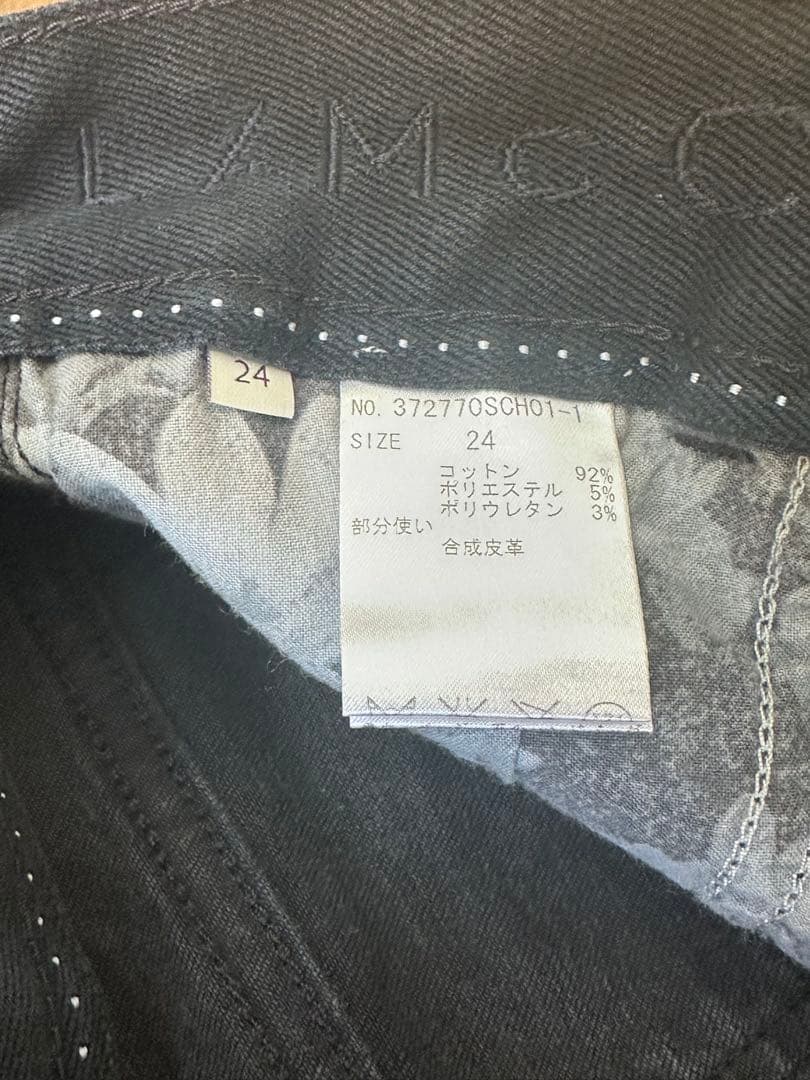 LAMCO
24
NO. 372770SCH01-1
SIZE 24
コットン 92%
ポリエステル 5%
ポリウレタン 3%
部分使い
合成皮革